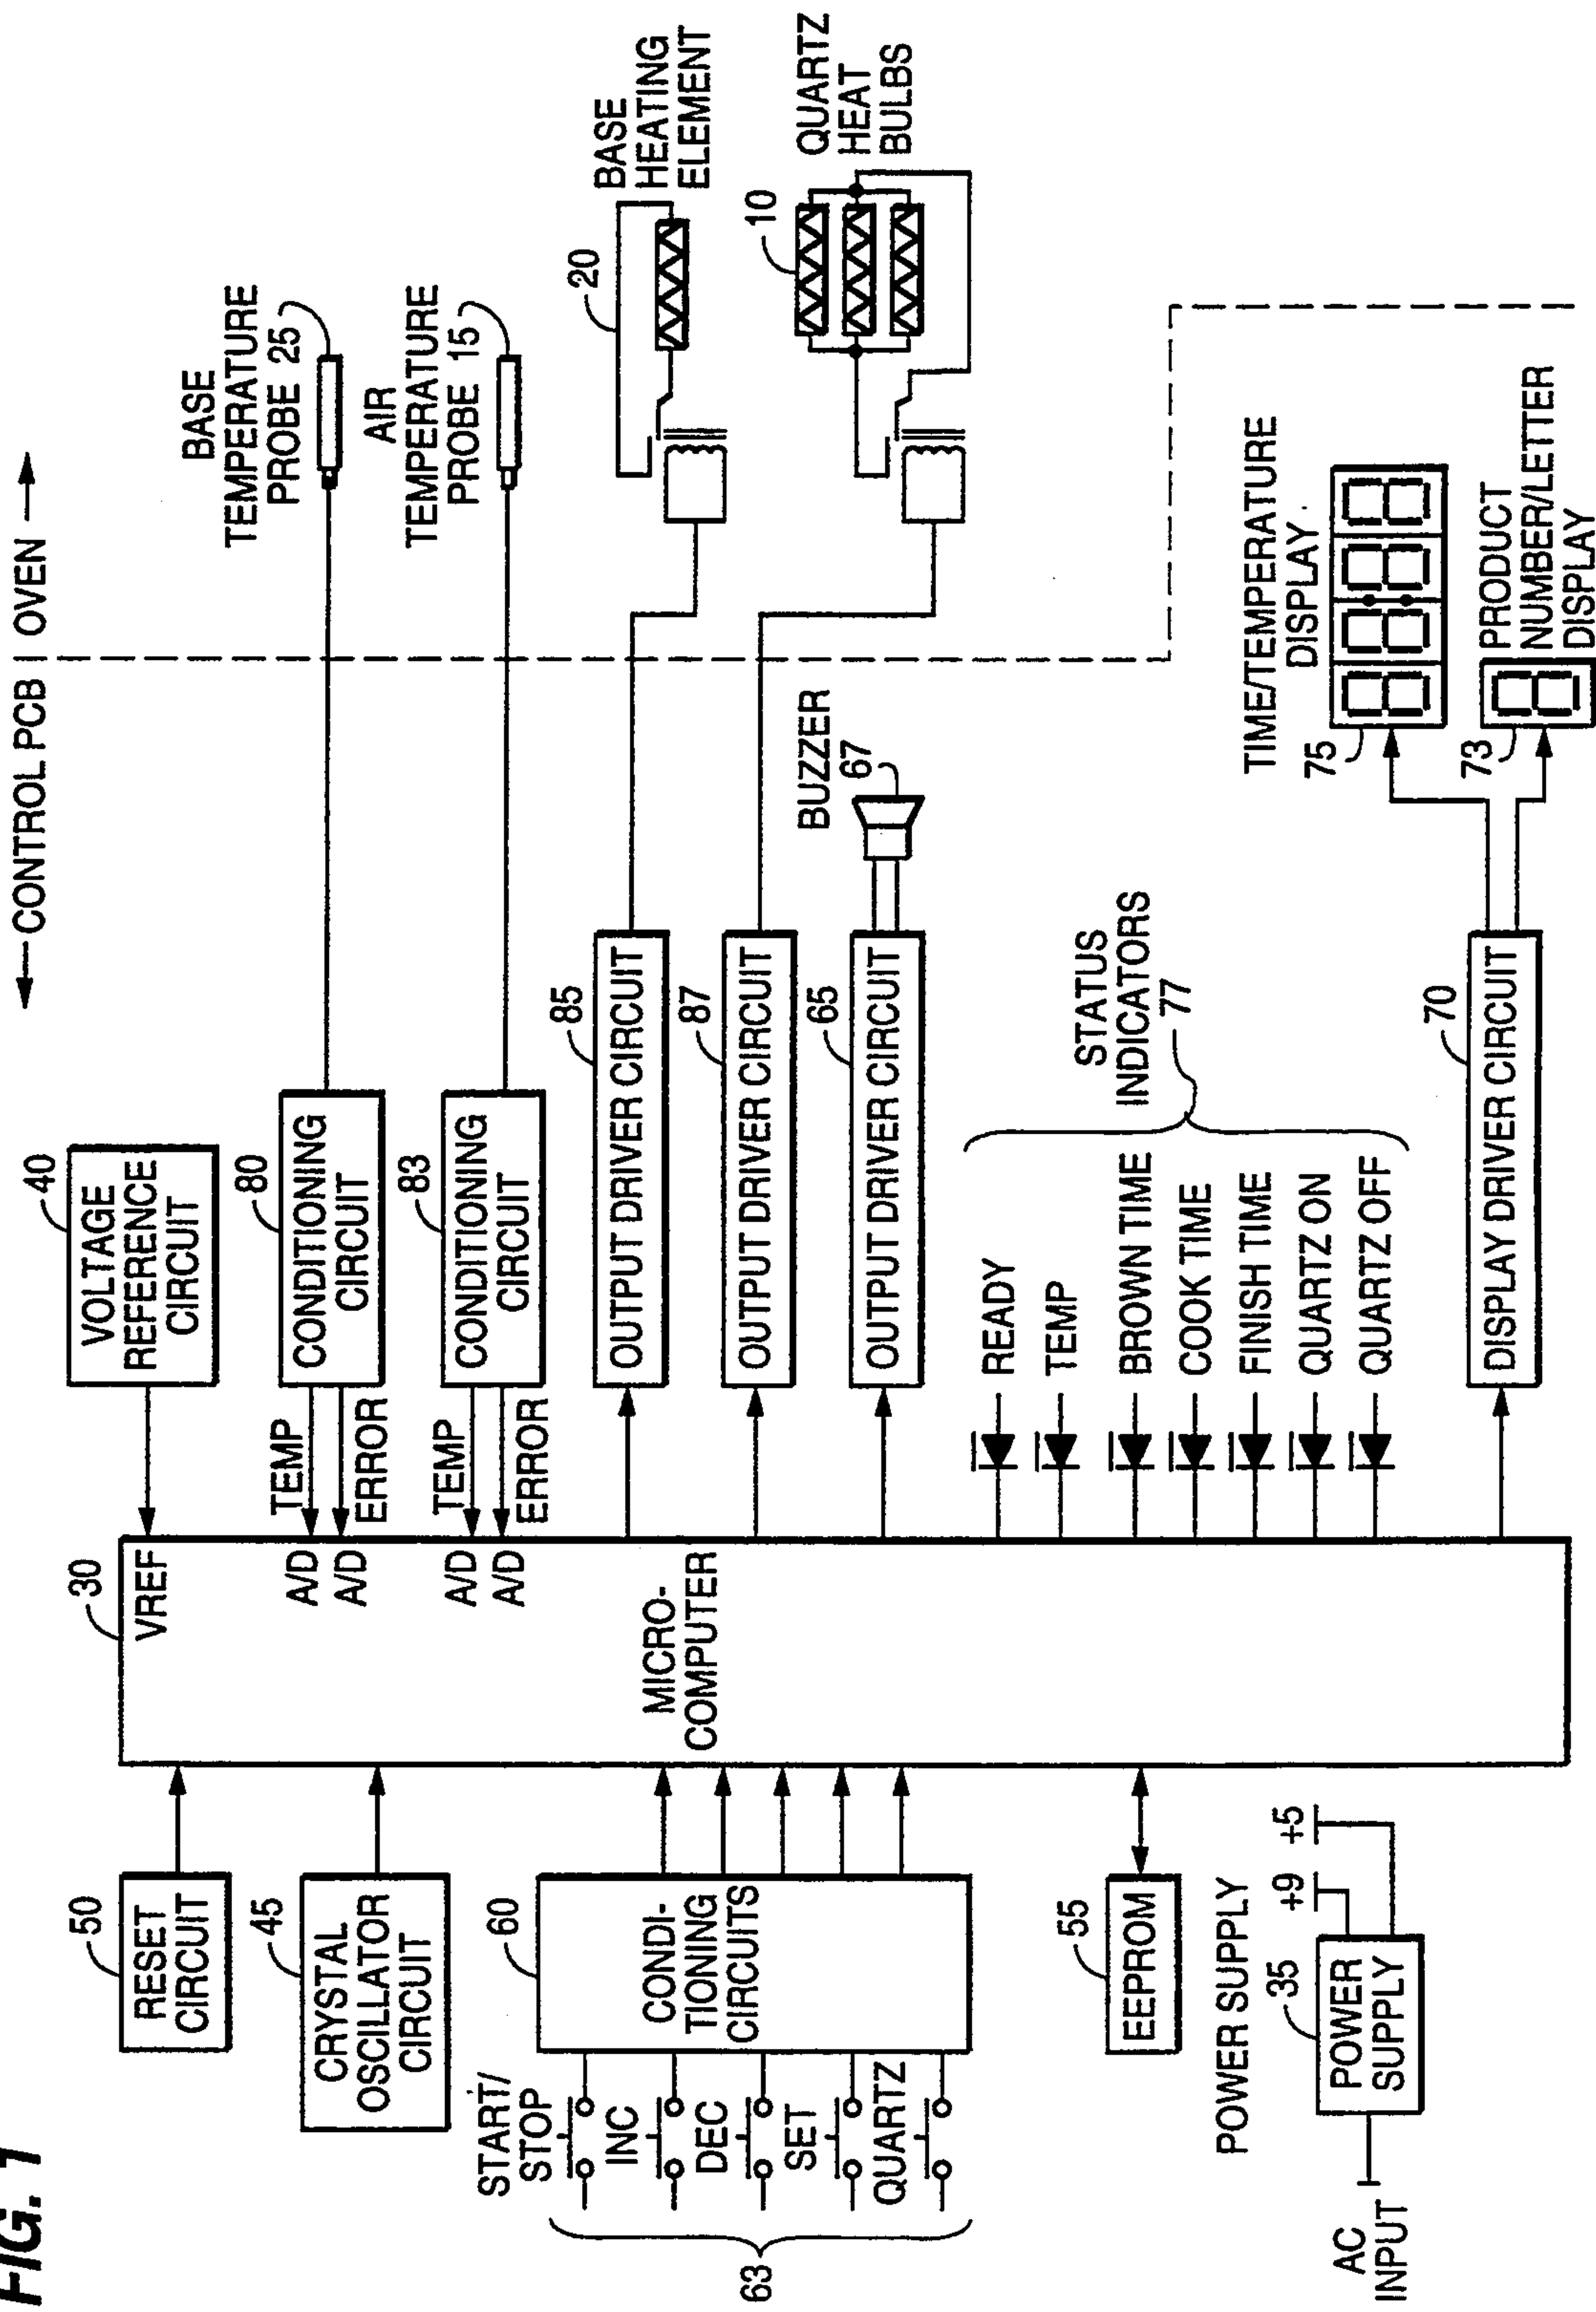 FIG. 1
← CONTROL PCB | OVEN →
50
RESET
CIRCUIT
45
CRYSTAL
OSCILLATOR
CIRCUIT
START/
STOP
INC
DEC
SET
QUARTZ
63
60
CONDI-
TIONING
CIRCUITS
55
EEPROM
POWER SUPPLY
35
POWER
SUPPLY
+9
+5
AC
INPUT
30
VREF
A/D
A/D
A/D
A/D
MICRO-
COMPUTER
40
VOLTAGE
REFERENCE
CIRCUIT
TEMP
ERROR
80
CONDITIONING
CIRCUIT
TEMP
ERROR
83
CONDITIONING
CIRCUIT
85
OUTPUT DRIVER CIRCUIT
87
OUTPUT DRIVER CIRCUIT
65
OUTPUT DRIVER CIRCUIT
BUZZER
67
READY
TEMP
BROWN TIME
COOK TIME
FINISH TIME
QUARTZ ON
QUARTZ OFF
STATUS
INDICATORS
77
70
DISPLAY DRIVER CIRCUIT
BASE
TEMPERATURE
PROBE 25
AIR
TEMPERATURE
PROBE 15
20
BASE
HEATING
ELEMENT
10
QUARTZ
HEAT
BULBS
TIME/TEMPERATURE
DISPLAY
75
73
PRODUCT
NUMBER/LETTER
DISPLAY